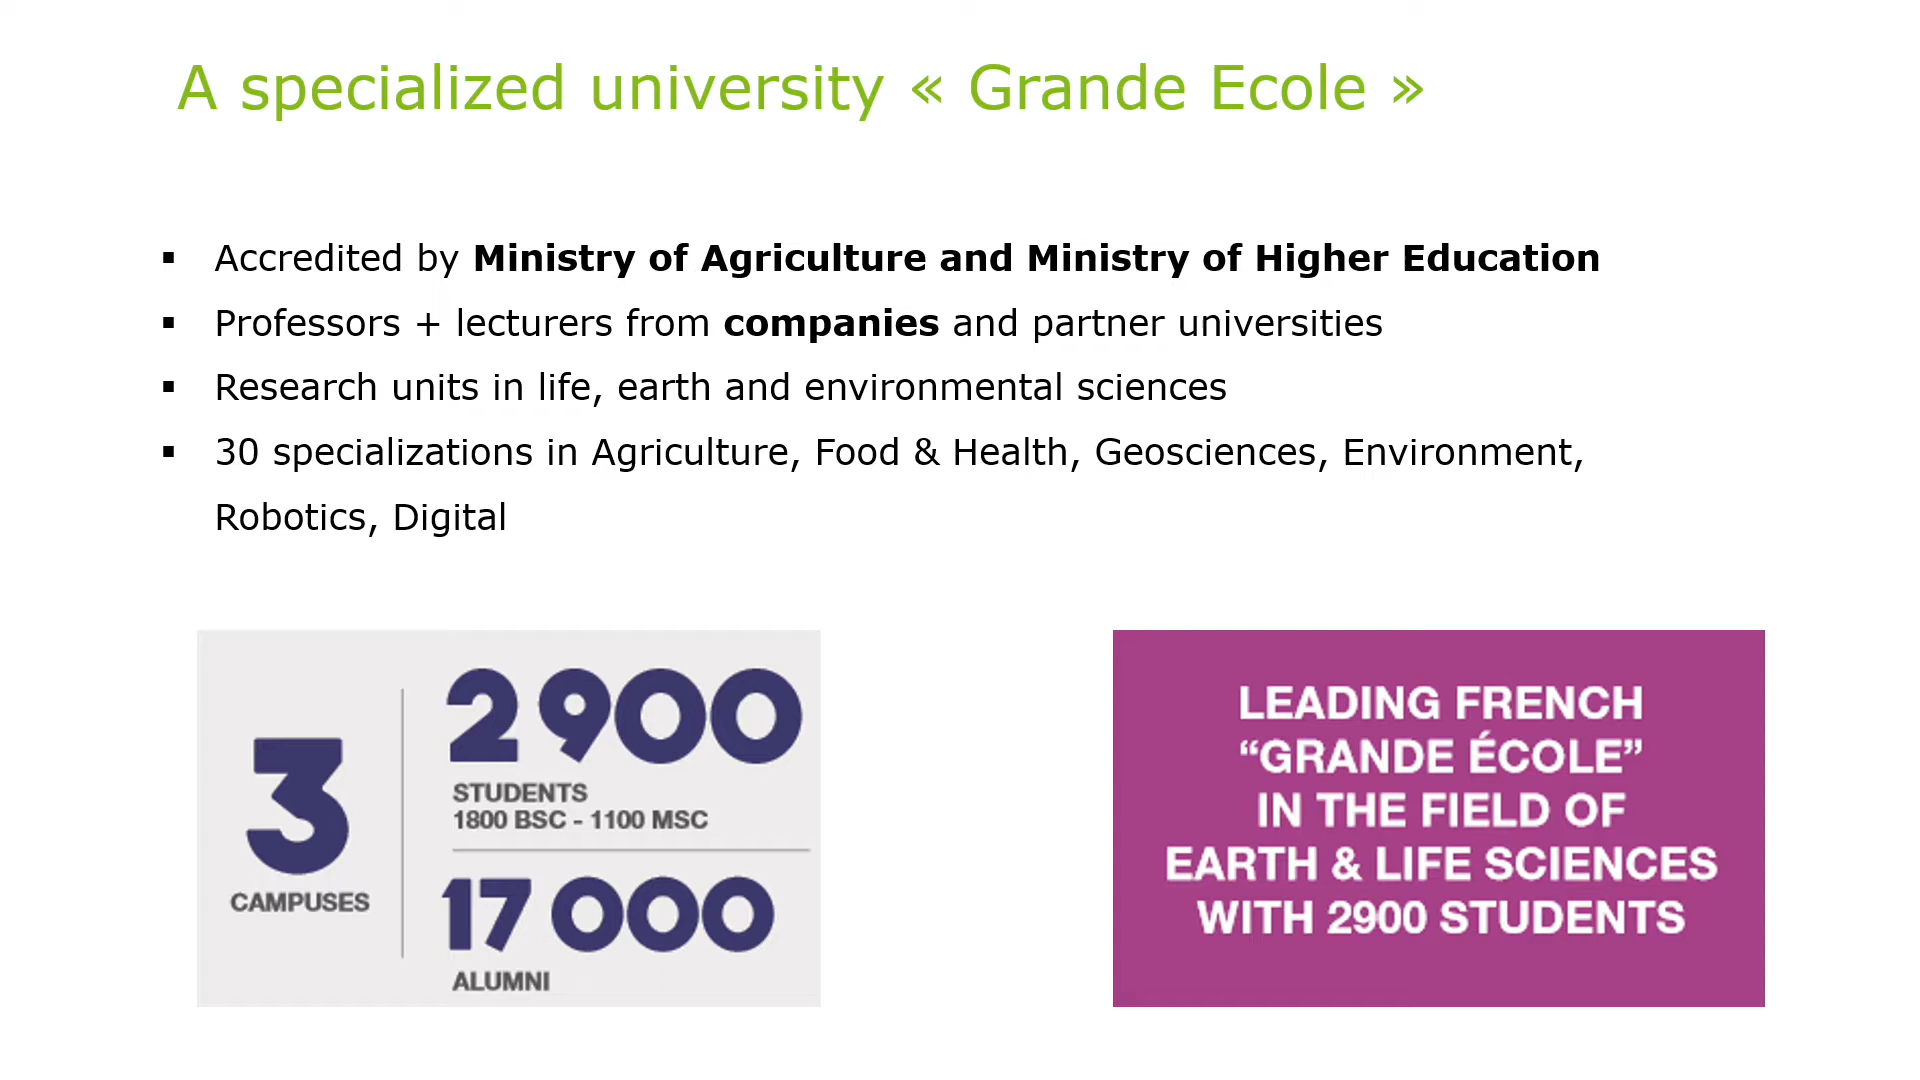 A specialized university « Grande Ecole »
▪ Accredited by Ministry of Agriculture and Ministry of Higher Education
▪ Professors + lecturers from companies and partner universities
▪ Research units in life, earth and environmental sciences
▪ 30 specializations in Agriculture, Food & Health, Geosciences, Environment,
Robotics, Digital
3
CAMPUSES
2 900
STUDENTS
1800 BSC - 1100 MSC
17 000
ALUMNI
LEADING FRENCH
“GRANDE ÉCOLE”
IN THE FIELD OF
EARTH & LIFE SCIENCES
WITH 2900 STUDENTS